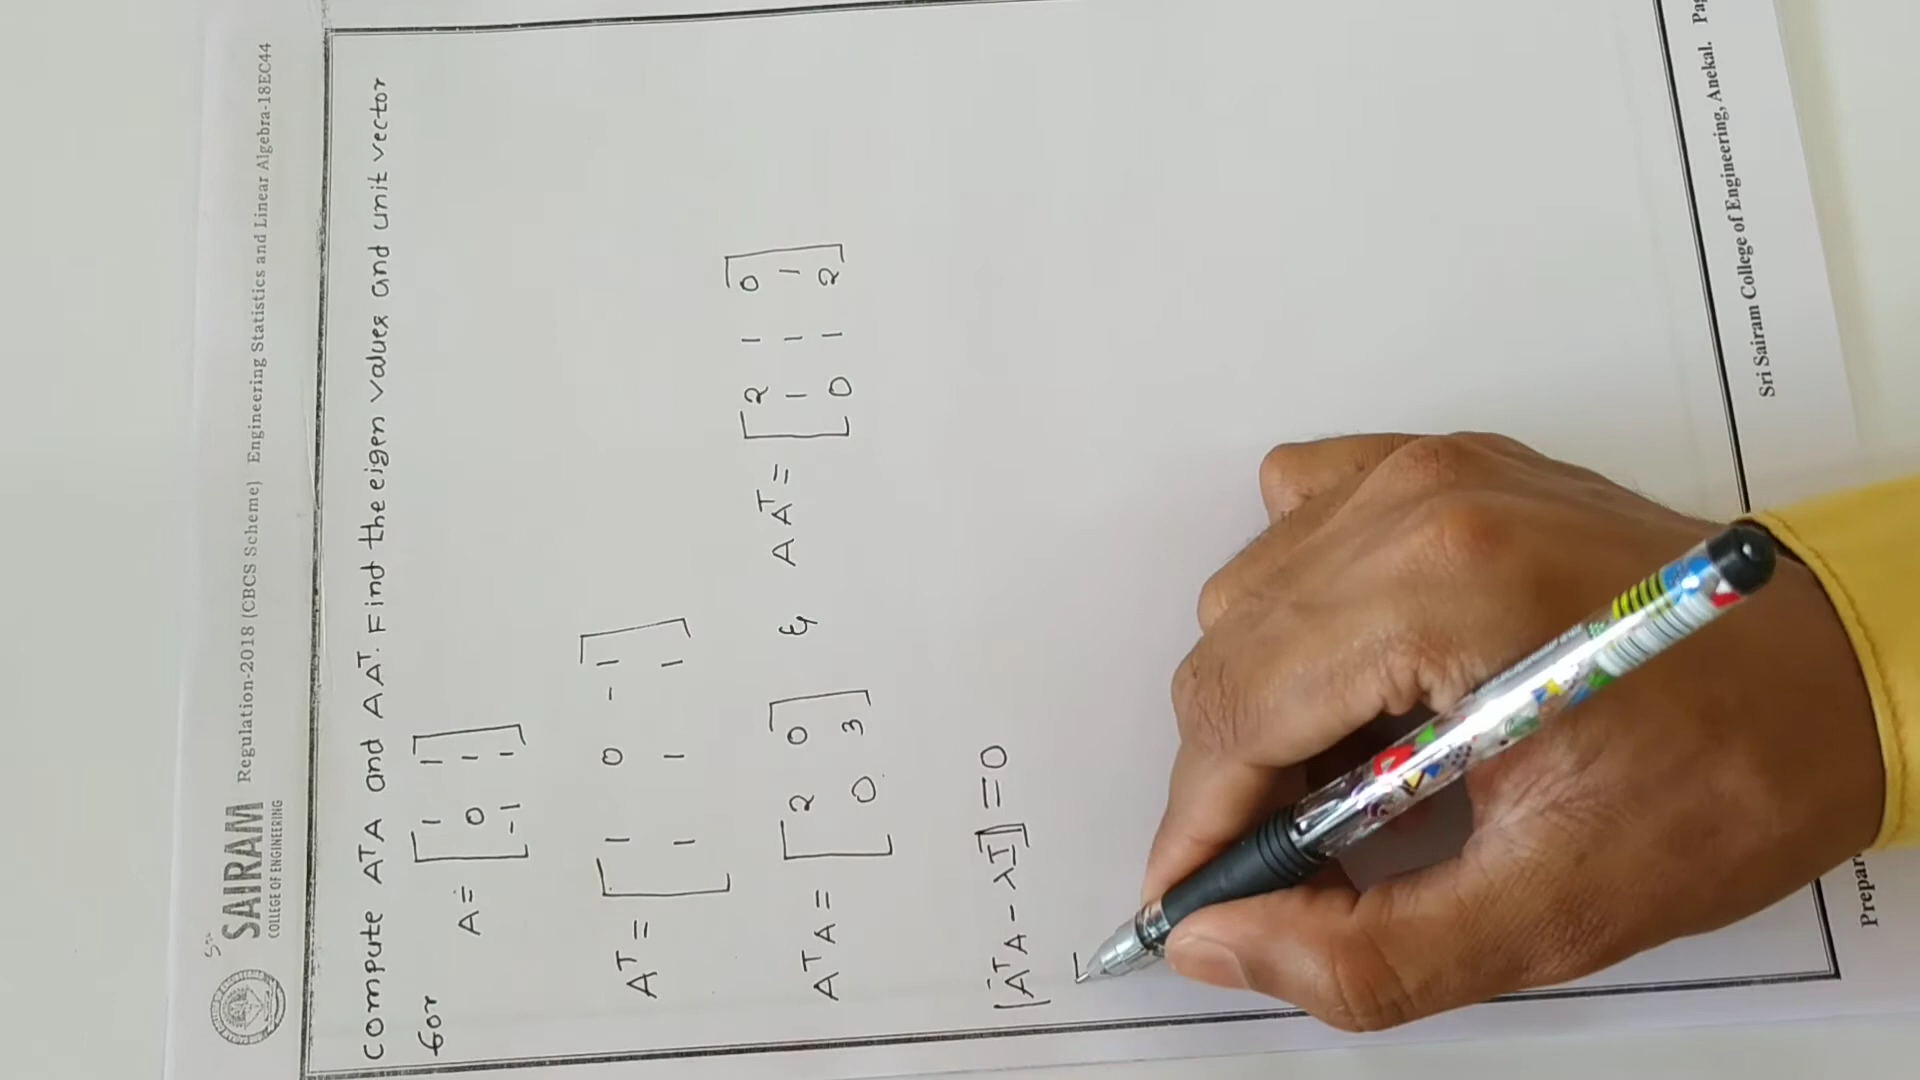 SAIRAM
COLLEGE OF ENGINEERING
Regulation-2018 (CBCS Scheme) Engineering Statistics and Linear Algebra-18EC44
compute AᵀA and AAᵀ. Find the eigen values and unit vector
for
A = [1 1
0 1
-1 1]
Aᵀ = [1 0 -1
1 1 1]
AᵀA = [2 0
0 3] & AAᵀ = [2 1 0
1 1 1
0 1 2]
[AᵀA - λI] = 0
Sri Sairam College of Engineering, Anekal.